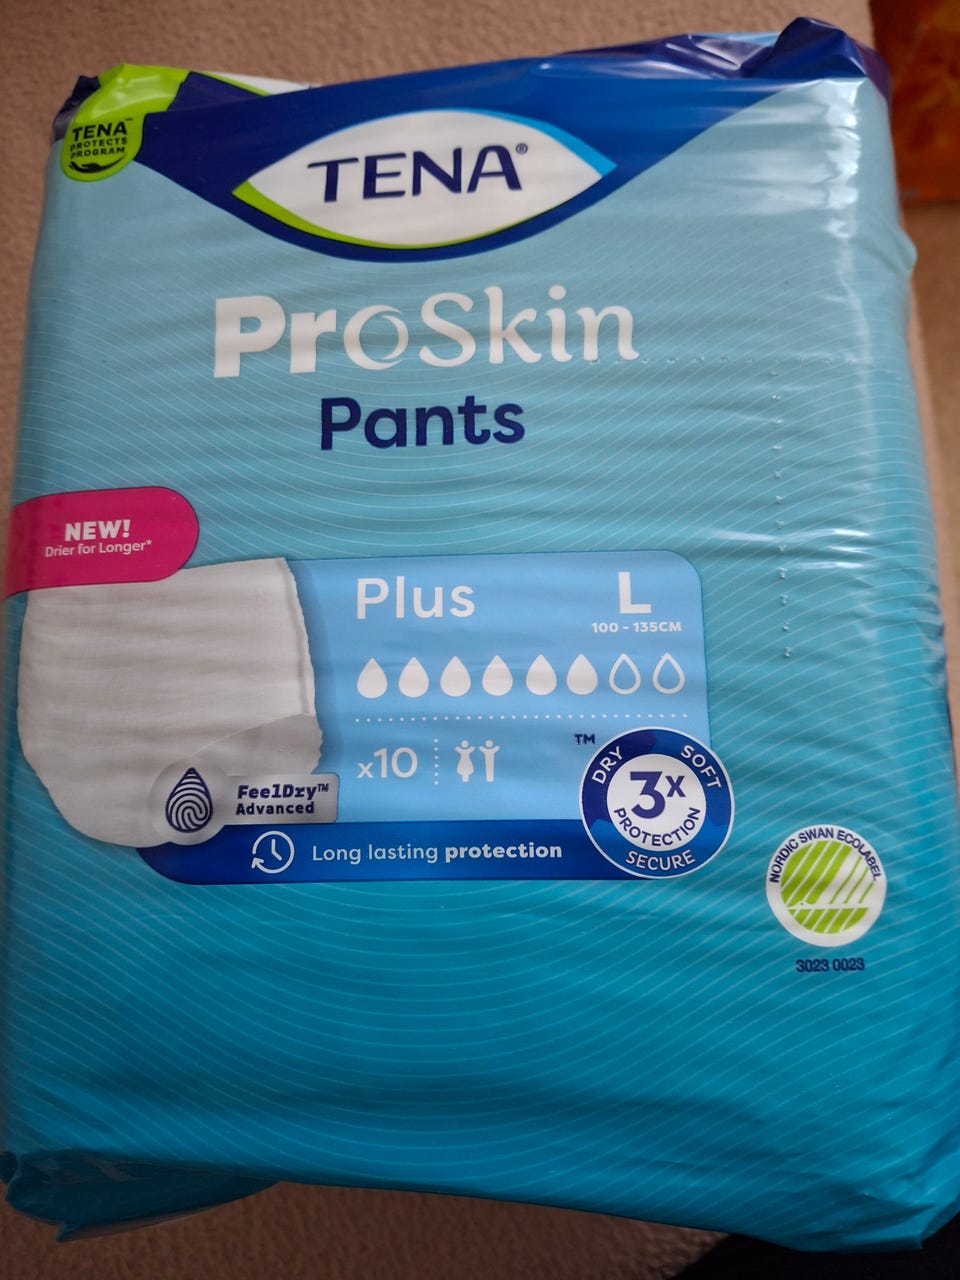 TENA™
PROTECTS
PROGRAM
TENA®
ProSkin
Pants
NEW!
Drier for Longer*
Plus
L
100 - 135CM
x10
FeelDry™
Advanced
Long lasting protection
™
DRY SOFT
3x
PROTECTION
SECURE
NORDIC SWAN ECOLABEL
3023 0023